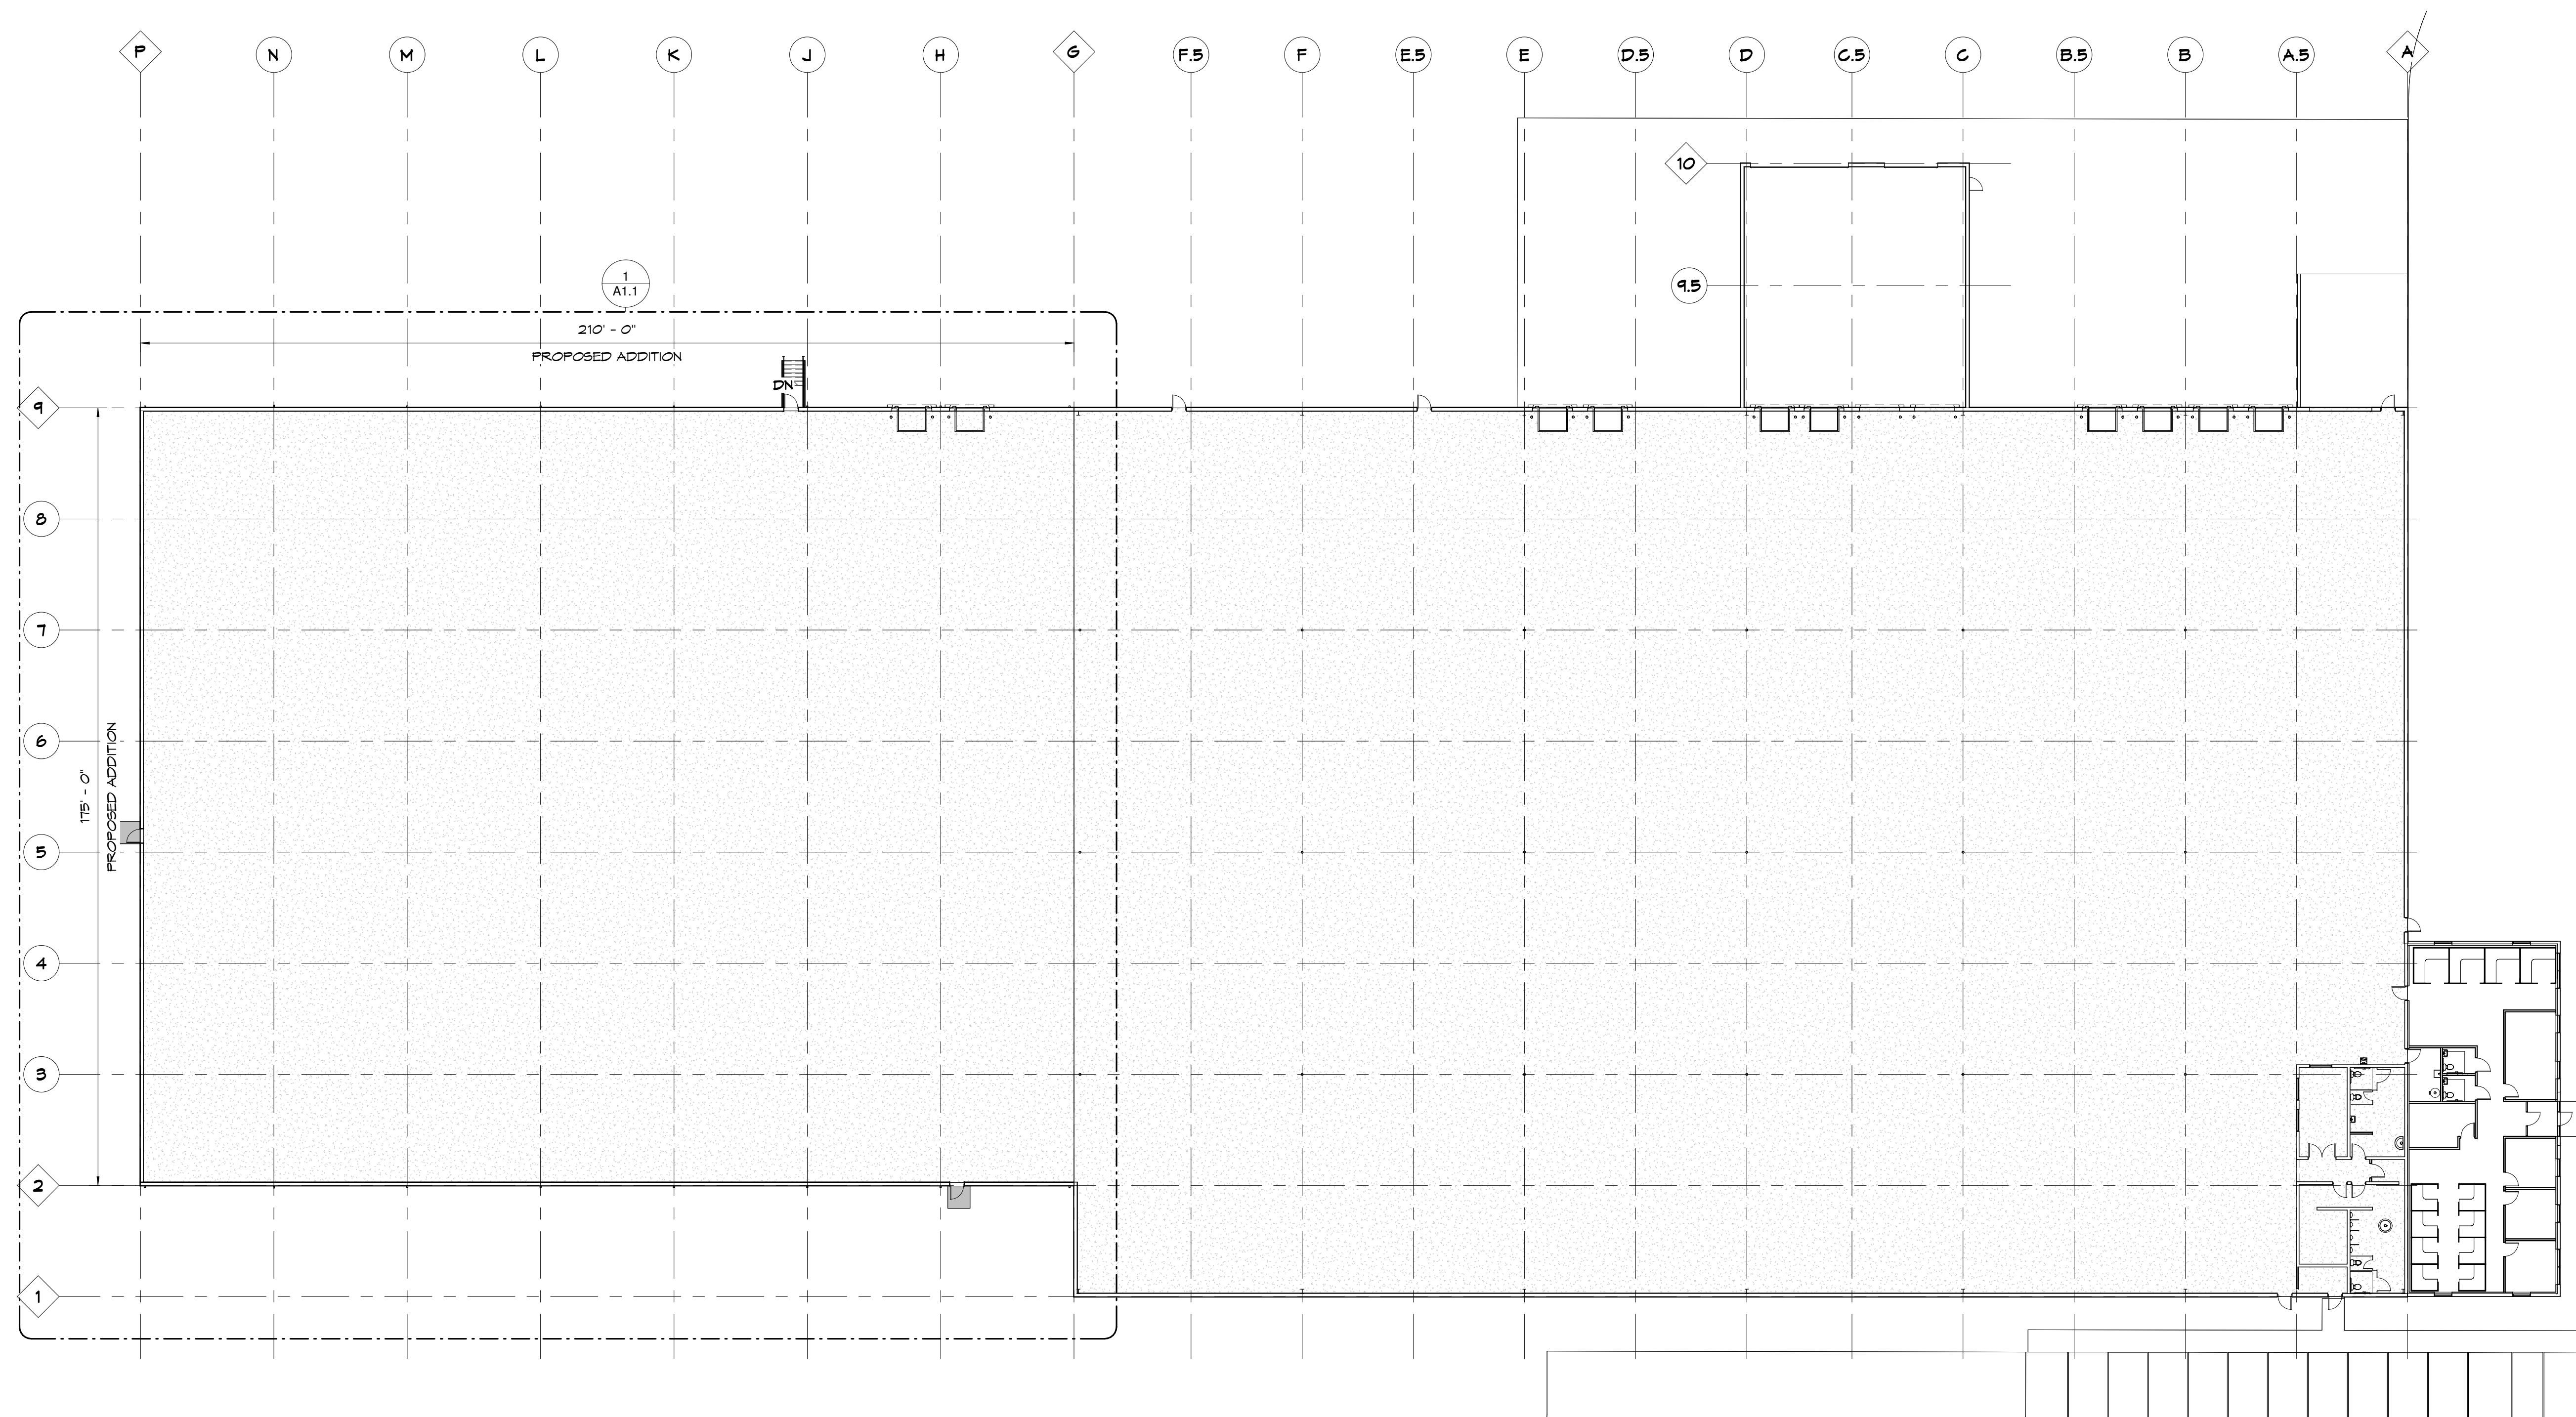 P
N
M
L
K
J
H
G
F.5
F
E.5
E
D.5
D
C.5
C
B.5
B
A.5
A
10
9.5
1
A1.1
210' - 0"
PROPOSED ADDITION
DN
9
8
7
6
175' - 0"
PROPOSED ADDITION
5
4
3
2
1